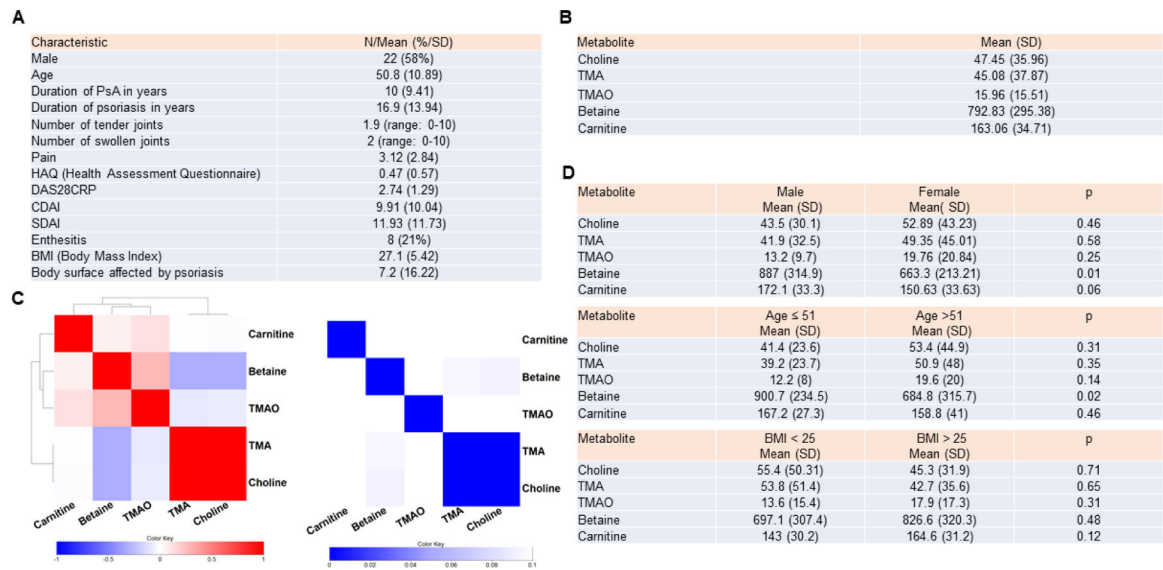 A
Characteristic N/Mean (%/SD)
Male 22 (58%)
Age 50.8 (10.89)
Duration of PsA in years 10 (9.41)
Duration of psoriasis in years 16.9 (13.94)
Number of tender joints 1.9 (range: 0-10)
Number of swollen joints 2 (range: 0-10)
Pain 3.12 (2.84)
HAQ (Health Assessment Questionnaire) 0.47 (0.57)
DAS28CRP 2.74 (1.29)
CDAI 9.91 (10.04)
SDAI 11.93 (11.73)
Enthesitis 8 (21%)
BMI (Body Mass Index) 27.1 (5.42)
Body surface affected by psoriasis 7.2 (16.22)
B
Metabolite Mean (SD)
Choline 47.45 (35.96)
TMA 45.08 (37.87)
TMAO 15.96 (15.51)
Betaine 792.83 (295.38)
Carnitine 163.06 (34.71)
C
Carnitine
Betaine
TMAO
TMA
Choline
Carnitine Betaine TMAO TMA Choline
Color Key
-1 -0.5 0 0.5 1
Carnitine
Betaine
TMAO
TMA
Choline
Carnitine Betaine TMAO TMA Choline
Color Key
0 0.02 0.04 0.06 0.08 0.1
D
Metabolite Male Female p
Mean (SD) Mean( SD)
Choline 43.5 (30.1) 52.89 (43.23) 0.46
TMA 41.9 (32.5) 49.35 (45.01) 0.58
TMAO 13.2 (9.7) 19.76 (20.84) 0.25
Betaine 887 (314.9) 663.3 (213.21) 0.01
Carnitine 172.1 (33.3) 150.63 (33.63) 0.06
Metabolite Age ≤ 51 Age >51 p
Mean (SD) Mean (SD)
Choline 41.4 (23.6) 53.4 (44.9) 0.31
TMA 39.2 (23.7) 50.9 (48) 0.35
TMAO 12.2 (8) 19.6 (20) 0.14
Betaine 900.7 (234.5) 684.8 (315.7) 0.02
Carnitine 167.2 (27.3) 158.8 (41) 0.46
Metabolite BMI < 25 BMI > 25 p
Mean (SD) Mean (SD)
Choline 55.4 (50.31) 45.3 (31.9) 0.71
TMA 53.8 (51.4) 42.7 (35.6) 0.65
TMAO 13.6 (15.4) 17.9 (17.3) 0.31
Betaine 697.1 (307.4) 826.6 (320.3) 0.48
Carnitine 143 (30.2) 164.6 (31.2) 0.12